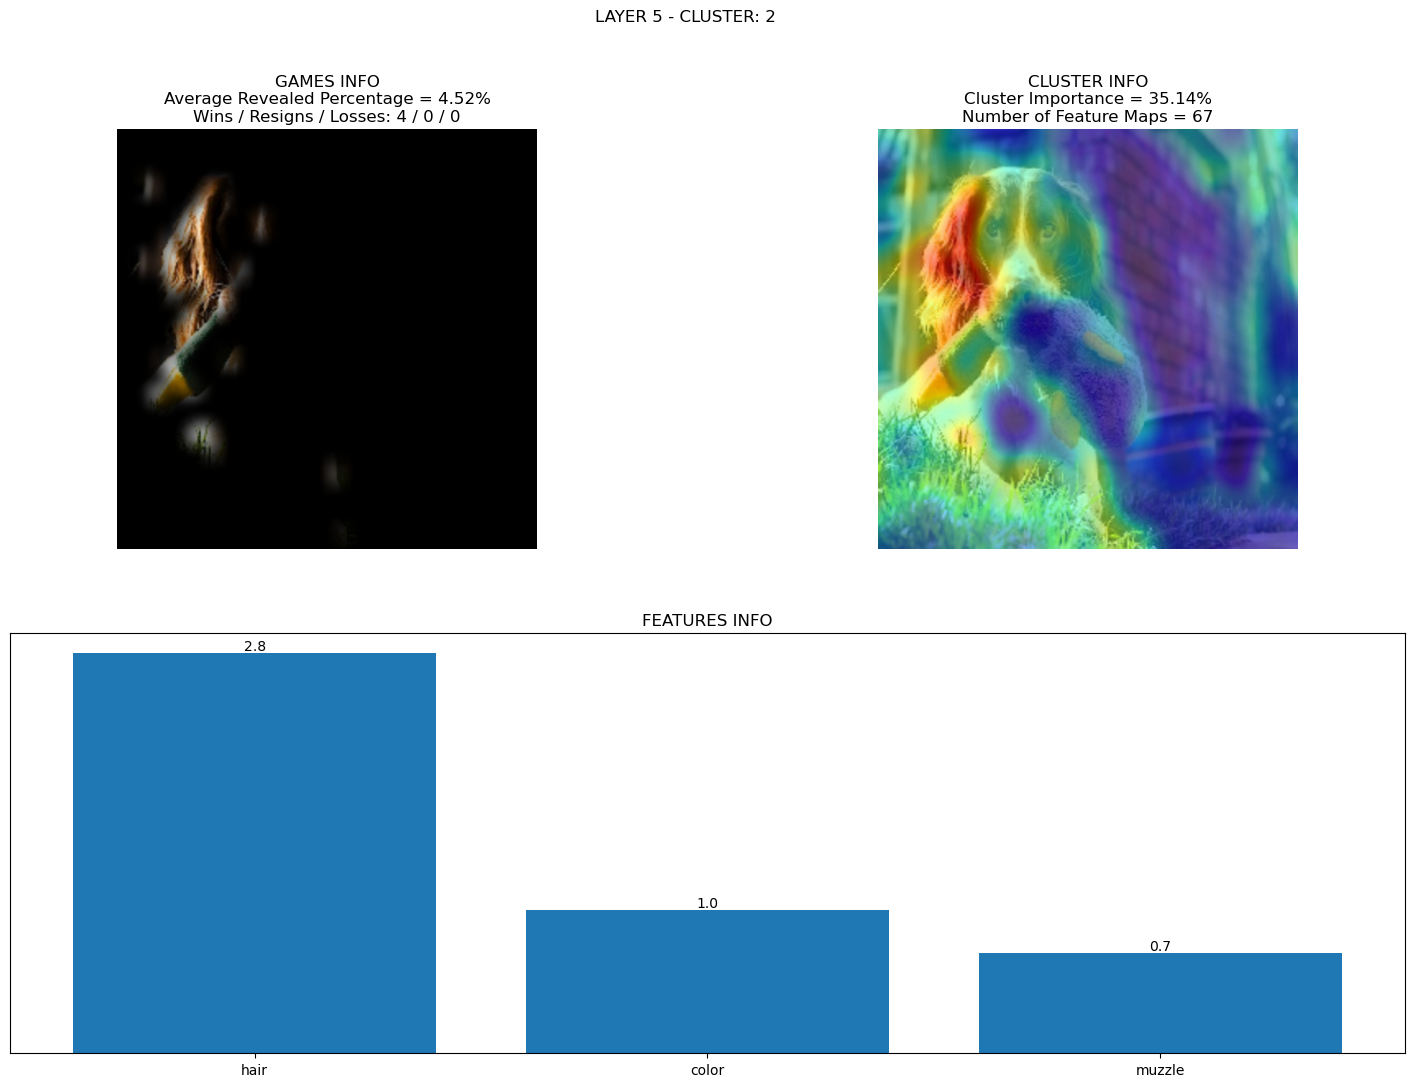 LAYER 5 - CLUSTER: 2
GAMES INFO
Average Revealed Percentage = 4.52%
Wins / Resigns / Losses: 4 / 0 / 0
CLUSTER INFO
Cluster Importance = 35.14%
Number of Feature Maps = 67
FEATURES INFO
2.8
1.0
0.7
hair
color
muzzle